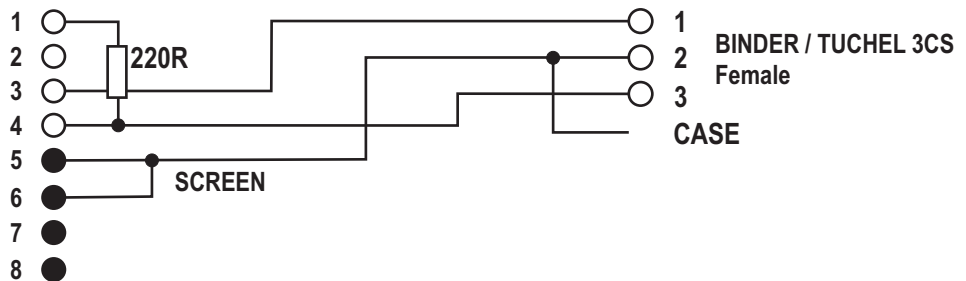 1
2
3
4
5
6
7
8
220R
SCREEN
1
2
3
CASE
BINDER / TUCHEL 3CS
Female